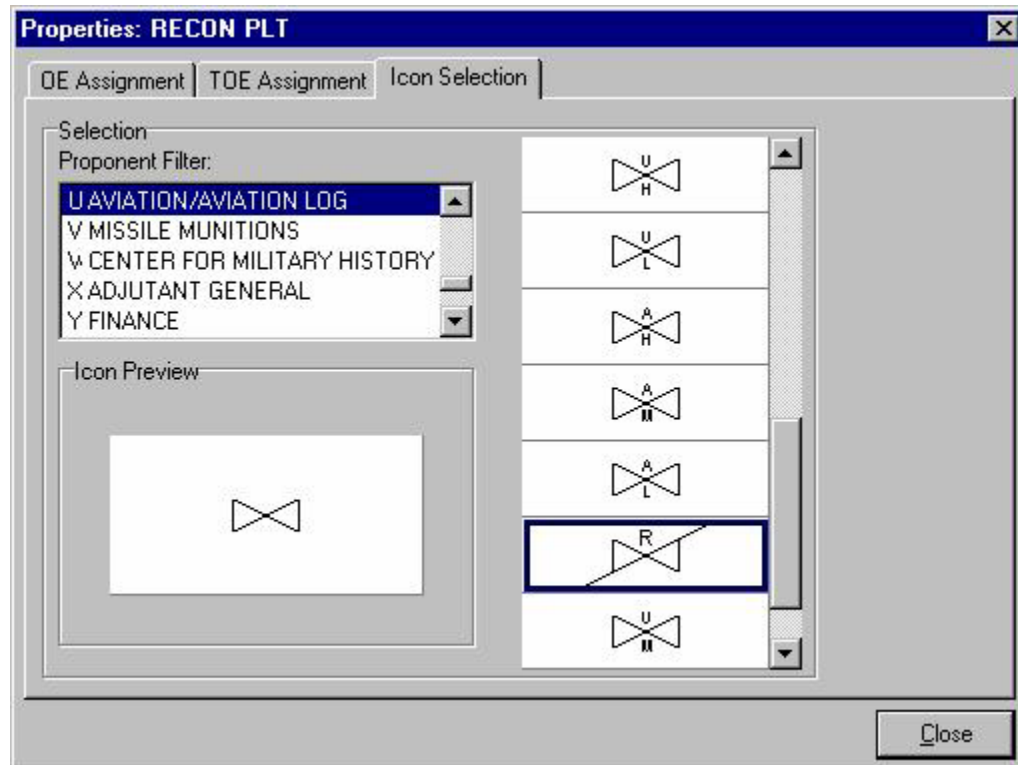 Properties: RECON PLT
OE Assignment TOE Assignment Icon Selection
Selection
Proponent Filter:
U AVIATION/AVIATION LOG
V MISSILE MUNITIONS
W CENTER FOR MILITARY HISTORY
X ADJUTANT GENERAL
Y FINANCE
Icon Preview
U
H
U
L
A
H
A
M
A
L
R
U
M
Close